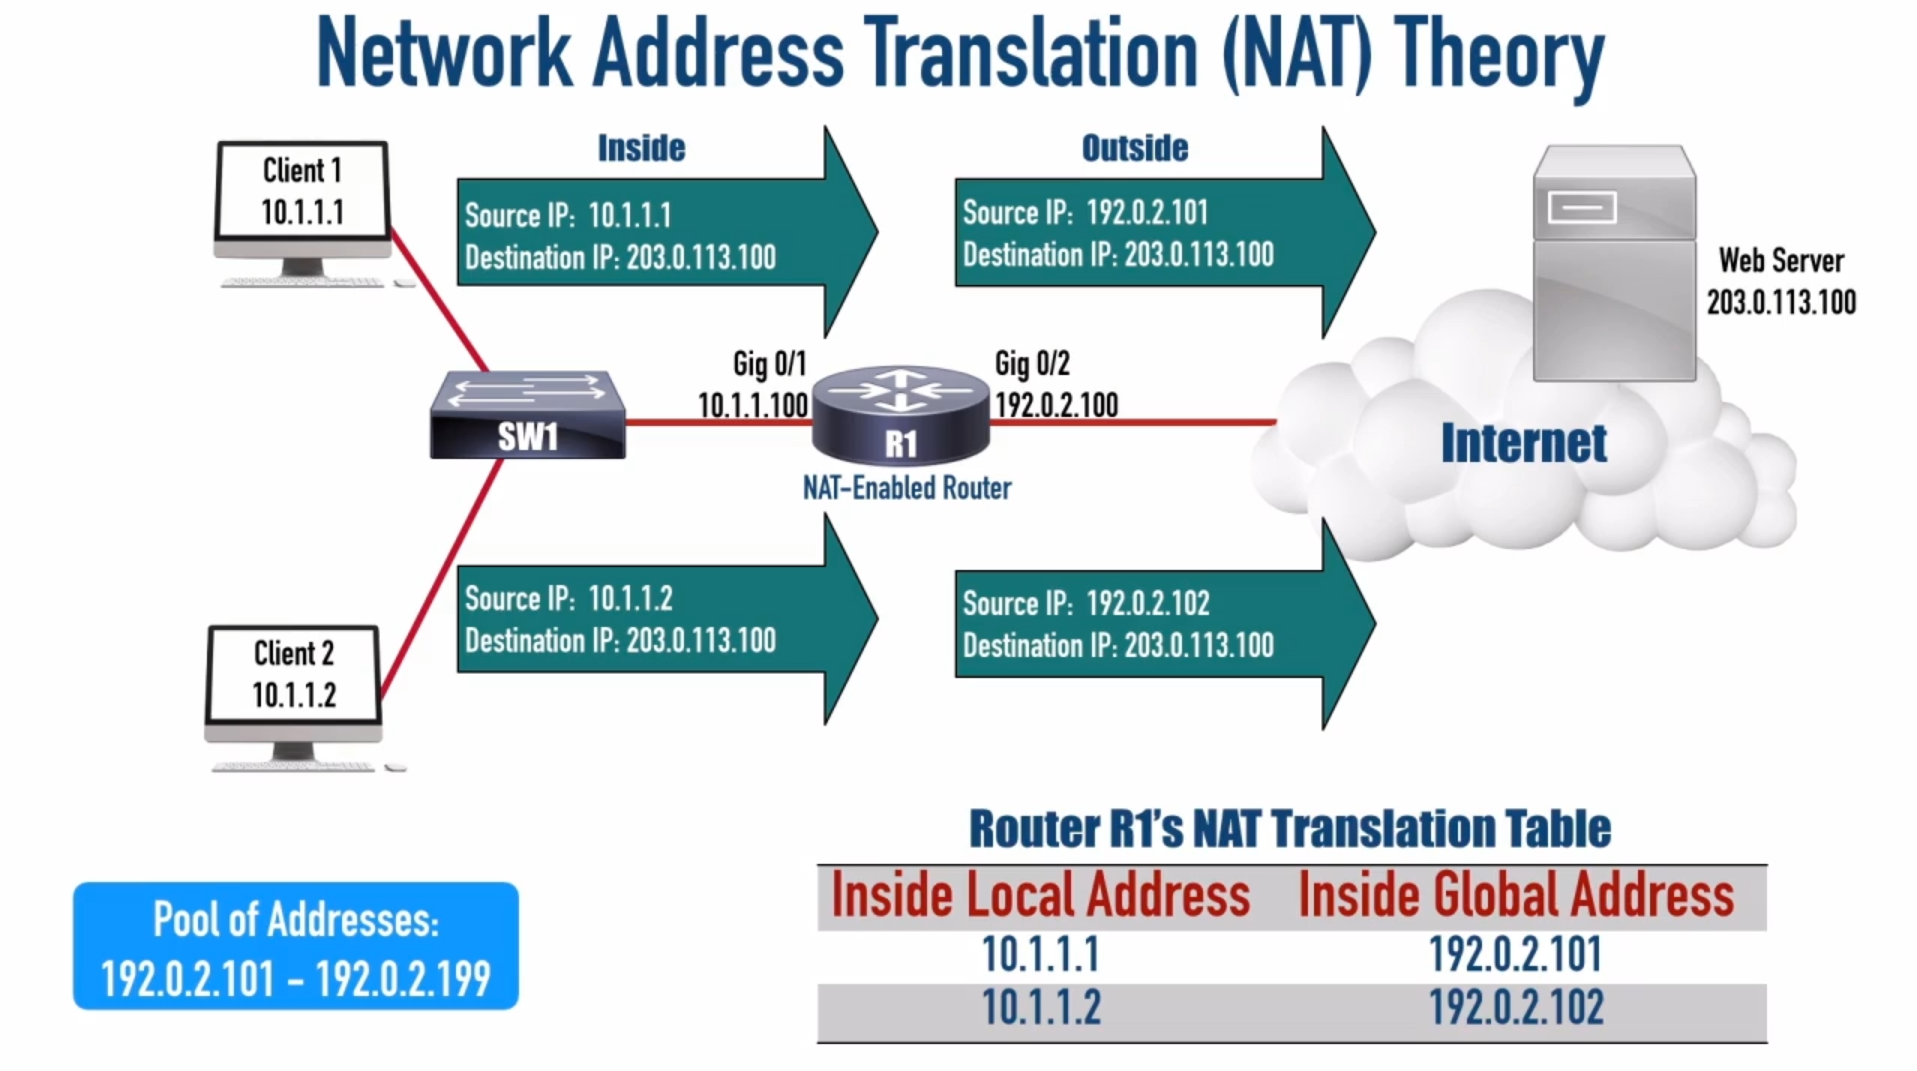 Network Address Translation (NAT) Theory
Inside
Outside
Client 1
10.1.1.1
Source IP: 10.1.1.1
Destination IP: 203.0.113.100
Source IP: 192.0.2.101
Destination IP: 203.0.113.100
Web Server
203.0.113.100
Gig 0/1
10.1.1.100
Gig 0/2
192.0.2.100
SW1
R1
NAT-Enabled Router
Internet
Client 2
10.1.1.2
Source IP: 10.1.1.2
Destination IP: 203.0.113.100
Source IP: 192.0.2.102
Destination IP: 203.0.113.100
Pool of Addresses:
192.0.2.101 - 192.0.2.199
Router R1's NAT Translation Table
Inside Local Address Inside Global Address
10.1.1.1 192.0.2.101
10.1.1.2 192.0.2.102